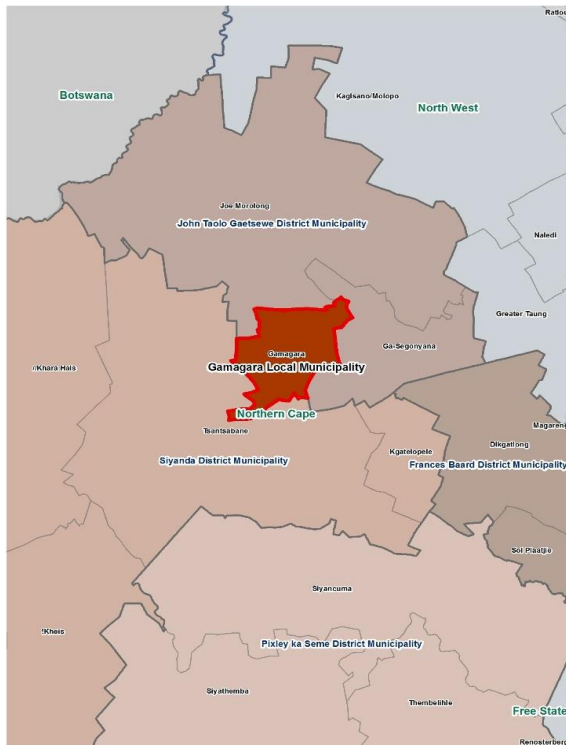 Ratlou
Botswana
Kagisano/Molopo
North West
Joe Morolong
John Taolo Gaetsewe District Municipality
Naledi
Greater Taung
Ga-Segonyana
Gamagara
Gamagara Local Municipality
//Khara Hais
Northern Cape
Tsantsabane
Magareng
Dikgatlong
Kgatelopele
Siyanda District Municipality
Frances Baard District Municipality
Sol Plaatjie
Siyancuma
!Kheis
Pixley ka Seme District Municipality
Siyathemba
Thembelihle
Free State
Renosterberg